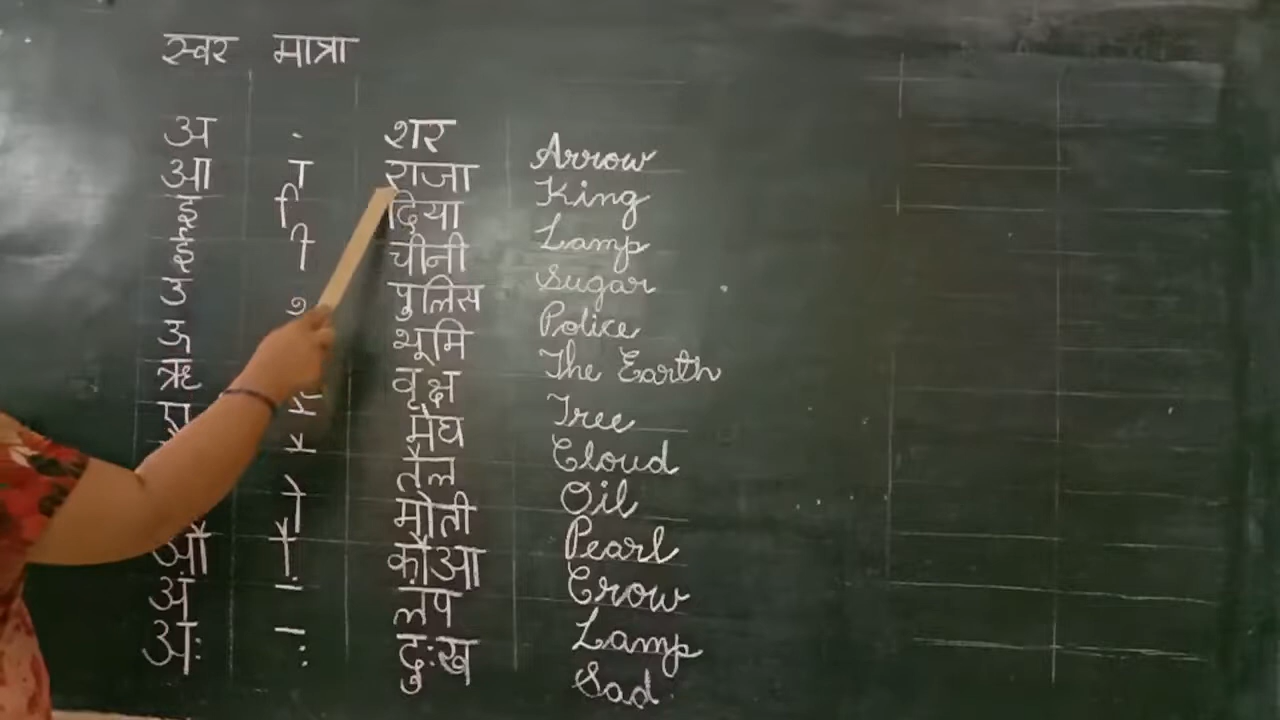 स्वर मात्रा
अ - शर Arrow
आ ा राजा King
इ ि दिया Lamp
ई ी चीनी Sugar
उ ु पुलिस Police
ऊ भूमि The Earth
ऋ वृक्ष Tree
मेघ Cloud
तैल Oil
ो मोती Pearl
औ ौ कौआ Crow
अं ं लंप Lamp
अः ः दुःख Sad